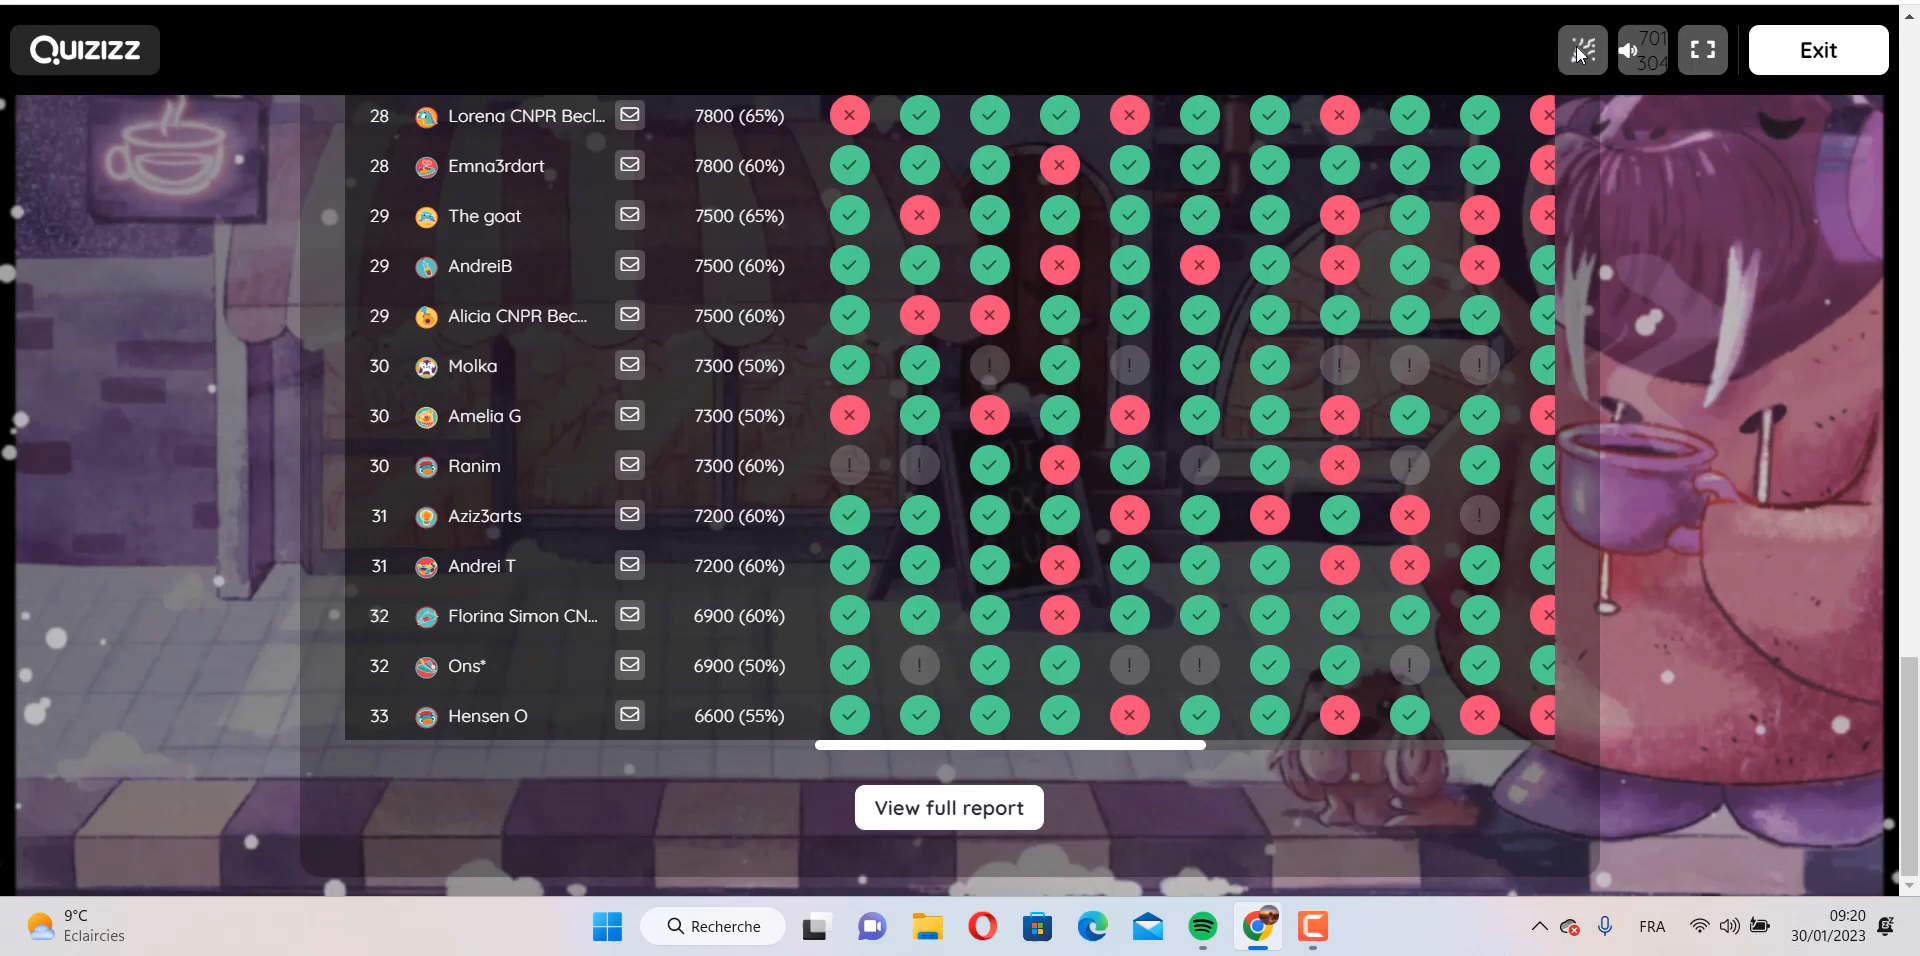 QUIZIZZ
701
304
Exit
28 Lorena CNPR Becl... 7800 (65%)
28 Emna3rdart 7800 (60%)
29 The goat 7500 (65%)
29 AndreiB 7500 (60%)
29 Alicia CNPR Bec... 7500 (60%)
30 Molka 7300 (50%)
30 Amelia G 7300 (50%)
30 Ranim 7300 (60%)
31 Aziz3arts 7200 (60%)
31 Andrei T 7200 (60%)
32 Florina Simon CN... 6900 (60%)
32 Ons* 6900 (50%)
33 Hensen O 6600 (55%)
View full report
9°C
Eclaircies
Recherche
FRA
09:20
30/01/2023